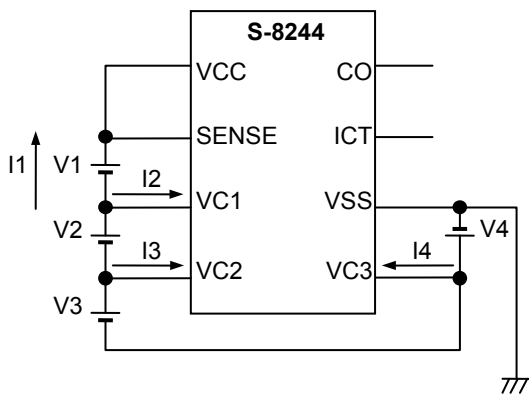 S-8244
VCC CO
SENSE ICT
I1 V1
I2
VC1 VSS
V2 V4
I3 I4
VC2 VC3
V3